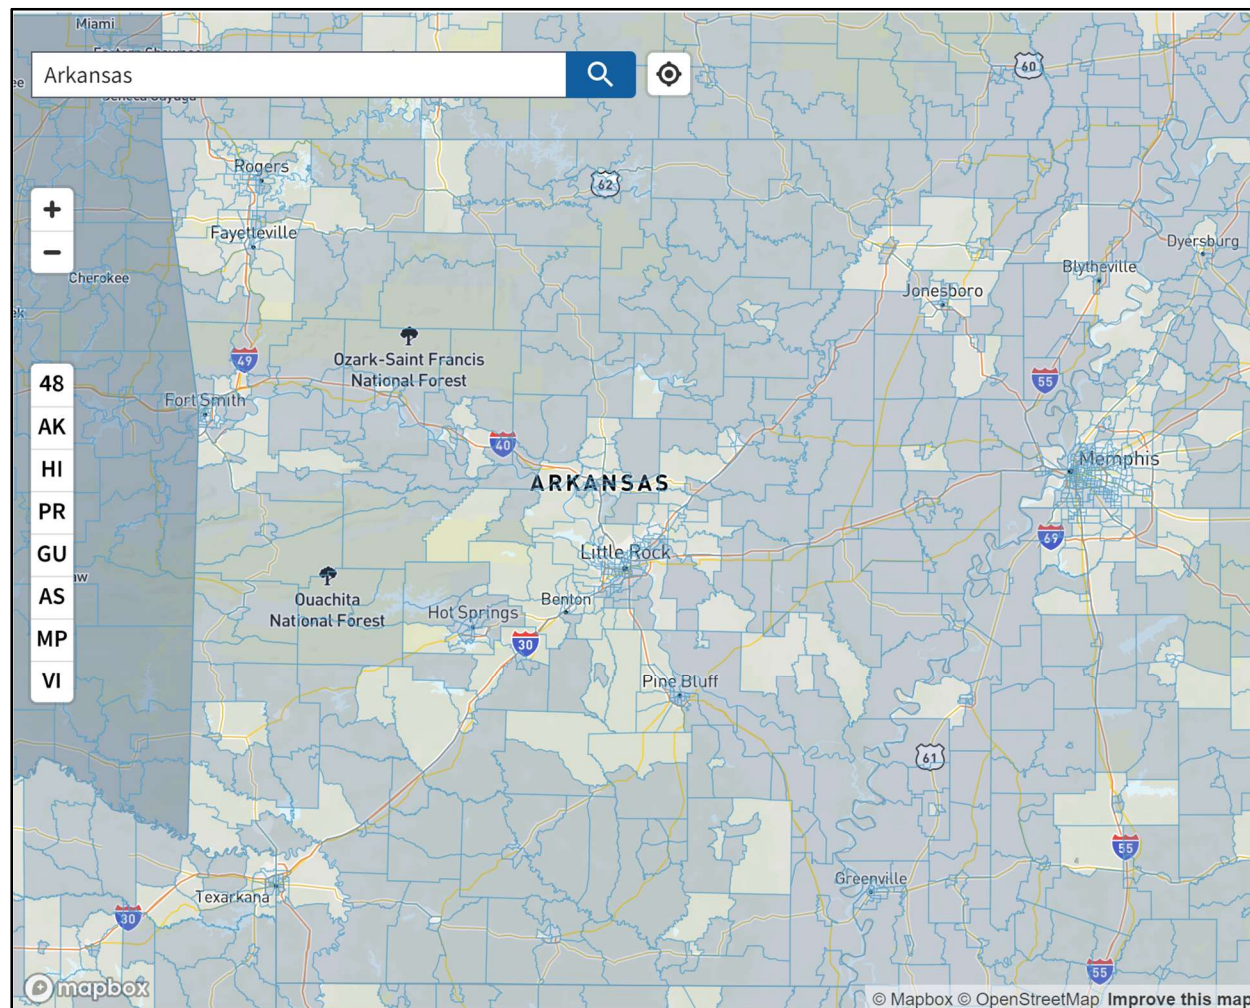 Miami
Arkansas
60
Rogers
62
+
Fayetteville
Dyersburg
−
Cherokee
Blytheville
Jonesboro
Ozark-Saint Francis
National Forest
49
55
48
Fort Smith
AK
40
Memphis
HI
ARKANSAS
PR
69
GU
Little Rock
AS
Ouachita
National Forest
Benton
Hot Springs
MP
30
VI
Pine Bluff
61
55
4
Greenville
Texarkana
30
55
mapbox
© Mapbox © OpenStreetMap Improve this map